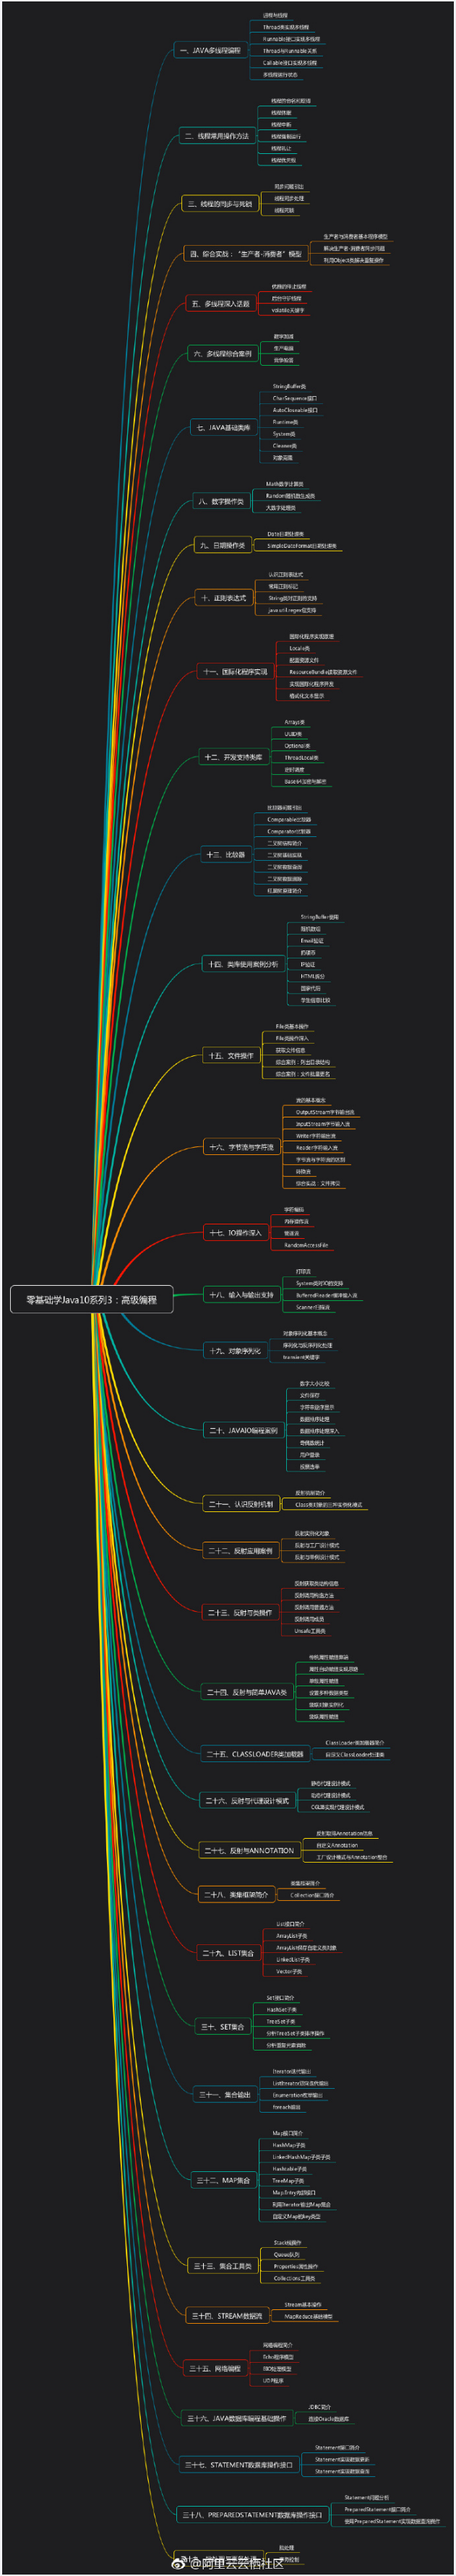 零基础学Java10系列3：高级编程
一、JAVA多线程编程
进程与线程
Thread类实现多线程
Runnable接口实现多线程
Thread与Runnable关系
Callable接口实现多线程
多线程运行状态
二、线程常用操作方法
线程的命名和取得
线程休眠
线程中断
线程强制运行
线程礼让
线程优先级
三、线程的同步与死锁
同步问题引出
线程同步处理
线程死锁
四、综合实战：“生产者-消费者”模型
生产者与消费者基本程序模型
解决生产者-消费者同步问题
利用Object类解决重复操作
五、多线程深入话题
优雅的停止线程
后台守护线程
volatile关键字
六、多线程综合案例
数字加减
生产电脑
竞争抢答
七、JAVA基础类库
StringBuffer类
CharSequence接口
AutoCloseable接口
Runtime类
System类
Cleaner类
对象克隆
八、数字操作类
Math数学计算类
Random随机数生成类
大数字处理类
九、日期操作类
Date日期处理类
SimpleDateFormat日期处理类
十、正则表达式
认识正则表达式
常用正则标记
String类对正则的支持
java.util.regex包支持
十一、国际化程序实现
国际化程序实现原理
Locale类
配置资源文件
ResourceBundle读取资源文件
实现国际化程序开发
格式化文本显示
十二、开发支持类库
Arrays类
UUID类
Optional类
ThreadLocal类
定时调度
Base64加密与解密
十三、比较器
比较器问题引出
Comparable比较器
Comparator比较器
二叉树结构简介
二叉树基础实现
二叉树数据查询
二叉树数据删除
红黑树原理简介
十四、类库使用案例分析
StringBuffer使用
随机数组
Email验证
扔硬币
IP验证
HTML拆分
国家代码
学生信息比较
十五、文件操作
File类基本操作
File类操作深入
获取文件信息
综合案例：列出目录结构
综合案例：文件批量更名
十六、字节流与字符流
流的基本概念
OutputStream字节输出流
InputStream字节输入流
Writer字符输出流
Reader字符输入流
字节流与字符流的区别
转换流
综合实战：文件拷贝
十七、IO操作深入
字符编码
内存操作流
管道流
RandomAccessFile
十八、输入与输出支持
打印流
System类对IO的支持
BufferedReader缓冲输入流
Scanner扫描流
十九、对象序列化
对象序列化基本概念
序列化与反序列化处理
transient关键字
二十、JAVAIO编程案例
数字大小比较
文件保存
字符串逆序显示
数据排序处理
数据排序处理深入
奇偶数统计
用户登录
投票选举
二十一、认识反射机制
反射机制简介
Class类对象的三种实例化模式
二十二、反射应用案例
反射实例化对象
反射与工厂设计模式
反射与单例设计模式
二十三、反射与类操作
反射获取类结构信息
反射调用构造方法
反射调用普通方法
反射调用成员
Unsafe工具类
二十四、反射与简单JAVA类
传统属性赋值弊端
属性自动赋值实现思路
单级属性赋值
设置多种数据类型
级联对象实例化
级联属性赋值
二十五、CLASSLOADER类加载器
ClassLoader类加载器简介
自定义ClassLoader处理类
二十六、反射与代理设计模式
静态代理设计模式
动态代理设计模式
CGLIB实现代理设计模式
二十七、反射与ANNOTATION
反射取得Annotation信息
自定义Annotation
工厂设计模式与Annotation整合
二十八、类集框架简介
类集框架简介
Collection接口简介
二十九、LIST集合
List接口简介
ArrayList子类
ArrayList保存自定义类对象
LinkedList子类
Vector子类
三十、SET集合
Set接口简介
HashSet子类
TreeSet子类
分析TreeSet子类排序操作
分析重复元素消除
三十一、集合输出
Iterator迭代输出
ListIterator双向迭代输出
Enumeration枚举输出
foreach输出
三十二、MAP集合
Map接口简介
HashMap子类
LinkedHashMap子类
Hashtable子类
TreeMap子类
Map.Entry内部接口
利用Iterator输出Map集合
自定义Map的key类型
三十三、集合工具类
Stack栈操作
Queue队列
Properties属性操作
Collections工具类
三十四、STREAM数据流
Stream基本操作
MapReduce基础模型
三十五、网络编程
网络编程简介
Echo程序模型
BIO处理模型
UDP程序
三十六、JAVA数据库编程基础操作
JDBC简介
连接Oracle数据库
三十七、STATEMENT数据库操作接口
Statement接口简介
Statement实现数据更新
Statement实现数据查询
三十八、PREPAREDSTATEMENT数据库操作接口
Statement问题分析
PreparedStatement接口简介
使用PreparedStatement实现数据查询操作
批处理
事务控制
@阿里云云栖社区